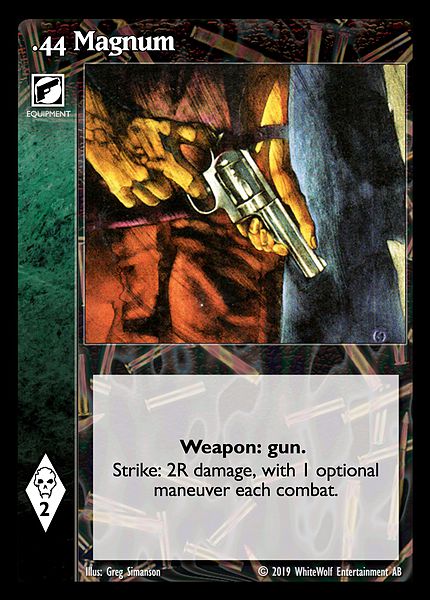 .44 Magnum
EQUIPMENT
Weapon: gun.
Strike: 2R damage, with 1 optional
maneuver each combat.
2
Illus: Greg Simanson
© 2019 WhiteWolf Entertainment AB